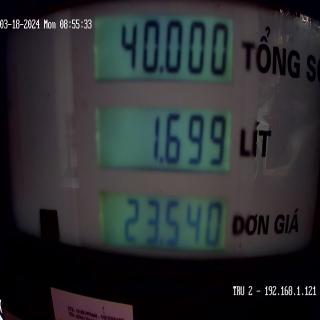 03-18-2024 Mon 08:55:33
40.000 TỔNG S
1.699 LÍT
23.540 ĐƠN GIÁ
TRU 2 - 192.168.1.121